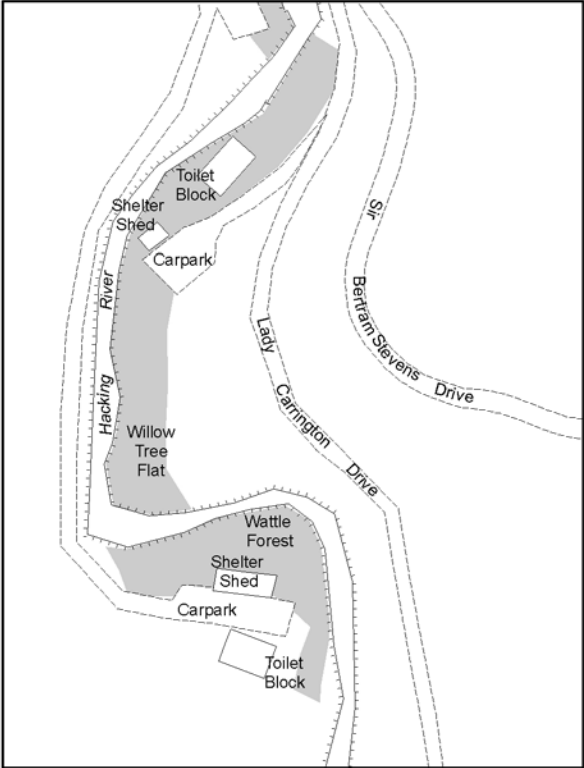 Toilet
Block
Shelter
Shed
Sir
Carpark
Hacking River
Bertram Stevens Drive
Lady Carrington Drive
Willow
Tree
Flat
Wattle
Forest
Shelter
Shed
Carpark
Toilet
Block